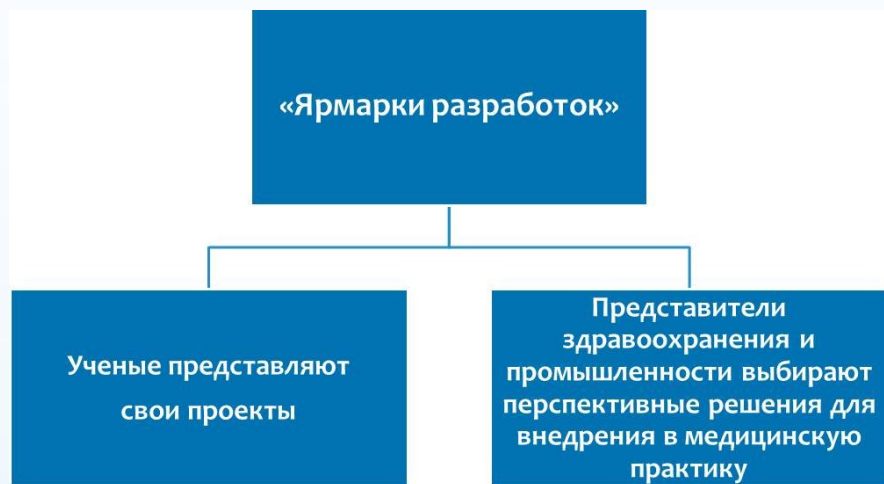 «Ярмарки разработок»
Ученые представляют
свои проекты
Представители
здравоохранения и
промышленности выбирают
перспективные решения для
внедрения в медицинскую
практику